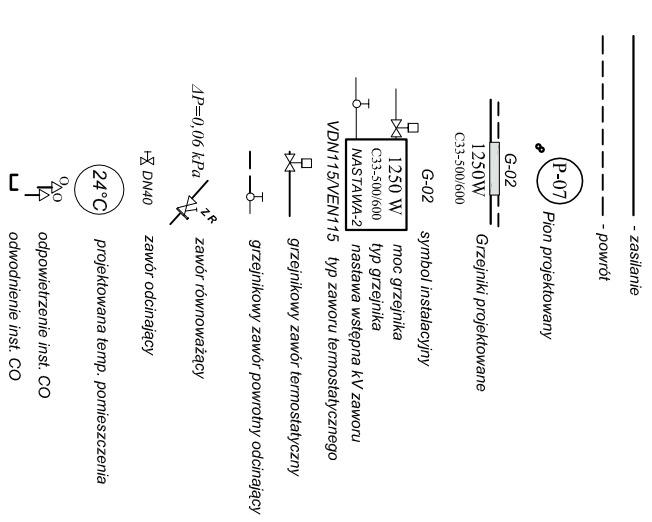 - zasilanie
- powrót
P-07
Pion projektowany
G-02
1250W
C33-500/600
Grzejniki projektowane
G-02 symbol instalacyjny
1250 W moc grzejnika
C33-500/600 typ grzejnika
NASTAWA-2 nastawa wstępna kV zaworu
VDN115/VEN115 typ zaworu termostatycznego
grzejnikowy zawór termostatyczny
grzejnikowy zawór powrotny odcinający
ΔP=0,06 kPa
ZR
zawór równoważący
DN40 zawór odcinający
24°C projektowana temp. pomieszczenia
odpowietrzenie inst. CO
odwodnienie inst. CO